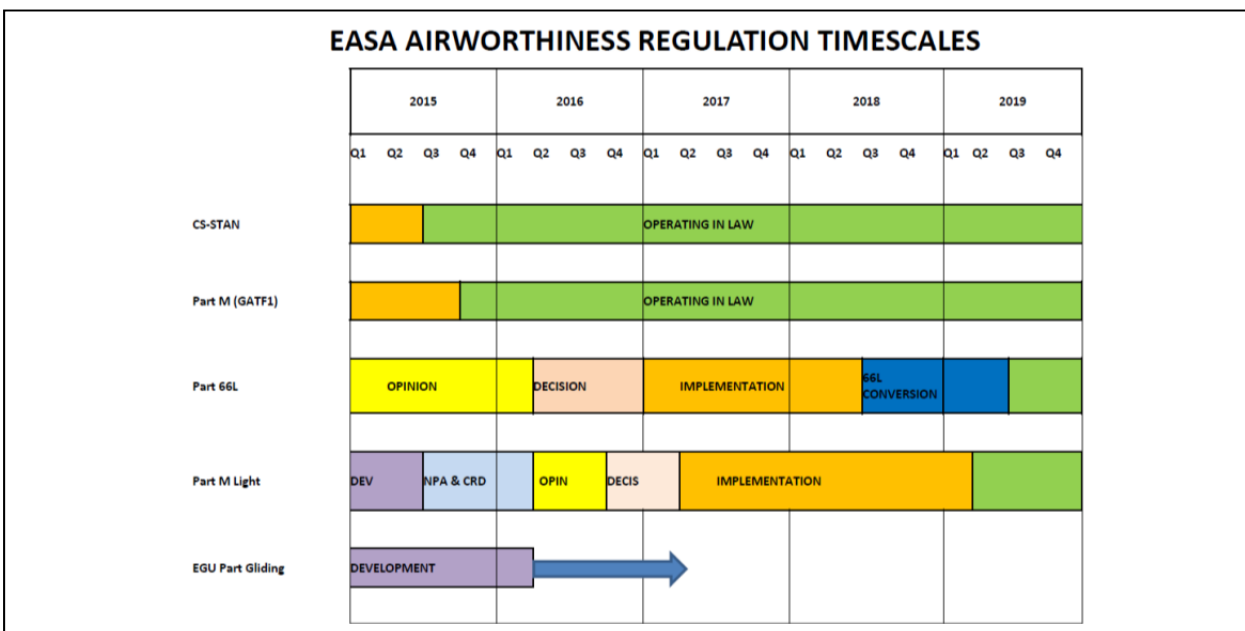 EASA AIRWORTHINESS REGULATION TIMESCALES
2015 2016 2017 2018 2019
Q1 Q2 Q3 Q4 Q1 Q2 Q3 Q4 Q1 Q2 Q3 Q4 Q1 Q2 Q3 Q4 Q1 Q2 Q3 Q4
CS-STAN OPERATING IN LAW
Part M (GATF1) OPERATING IN LAW
Part 66L OPINION DECISION IMPLEMENTATION 66L
CONVERSION
Part M Light DEV NPA & CRD OPIN DECIS IMPLEMENTATION
EGU Part Gliding DEVELOPMENT